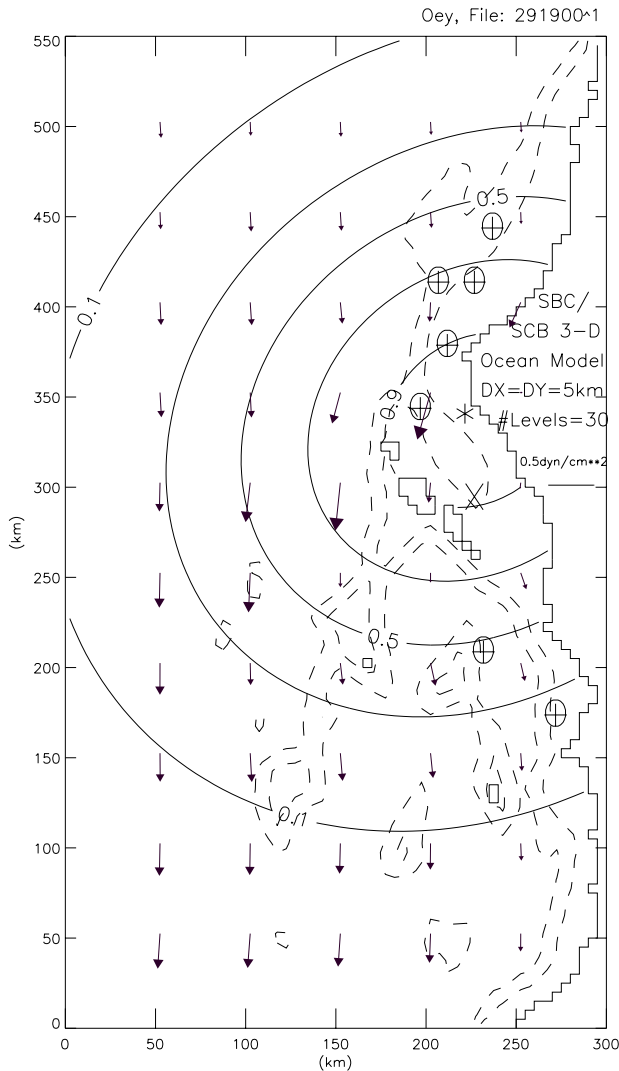 Oey, File: 291900^1
550
500
450
400
350
300
250
200
150
100
50
0
(km)
0.1
0.5
0.9
0.5
0.1
SBC/
SCB 3-D
Ocean Model
DX=DY=5km
#Levels=30
0.5dyn/cm**2
0 50 100 150 200 250 300
(km)